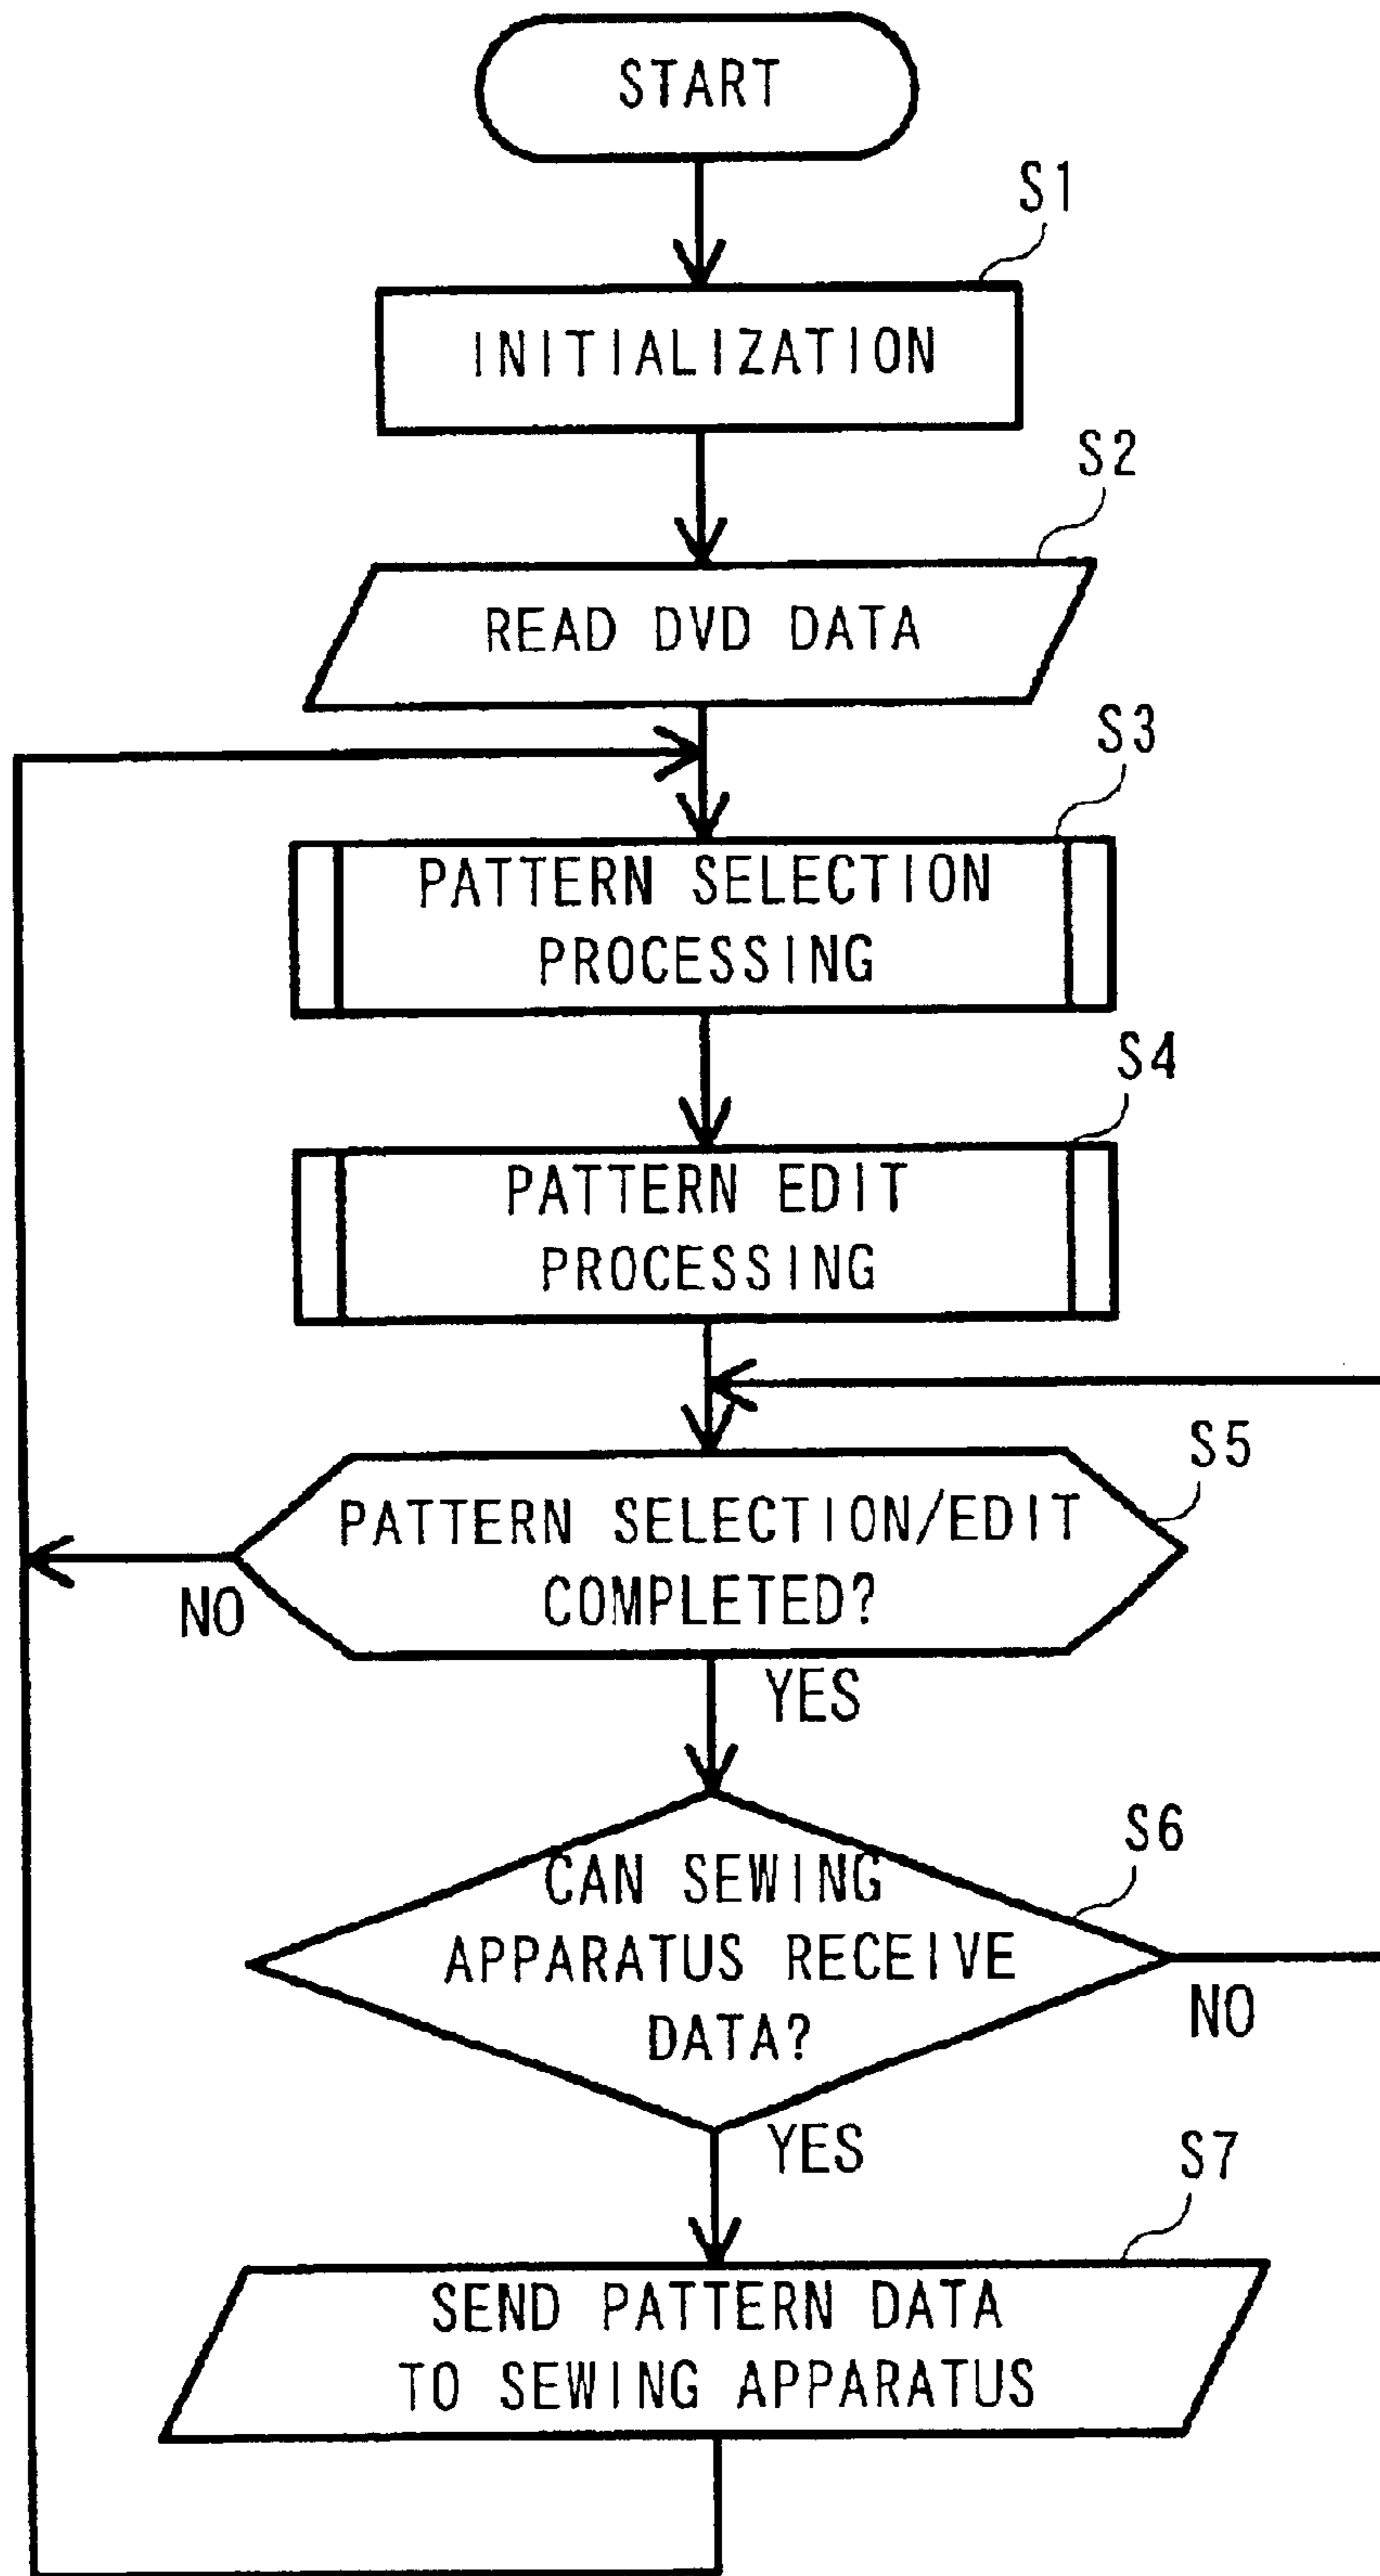 START
S1
INITIALIZATION
S2
READ DVD DATA
S3
PATTERN SELECTION
PROCESSING
S4
PATTERN EDIT
PROCESSING
S5
PATTERN SELECTION/EDIT
COMPLETED?
NO
YES
S6
CAN SEWING
APPARATUS RECEIVE
DATA?
NO
YES
S7
SEND PATTERN DATA
TO SEWING APPARATUS